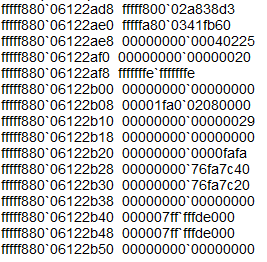 fffff880`06122ad8 fffff800`02a838d3
fffff880`06122ae0 fffffa80`0341fb60
fffff880`06122ae8 00000000`00040225
fffff880`06122af0 00000000`00000020
fffff880`06122af8 fffffffe`fffffffe
fffff880`06122b00 00000000`00000000
fffff880`06122b08 00001fa0`02080000
fffff880`06122b10 00000000`00000029
fffff880`06122b18 00000000`00000000
fffff880`06122b20 00000000`0000fafa
fffff880`06122b28 00000000`76fa7c40
fffff880`06122b30 00000000`76fa7c20
fffff880`06122b38 00000000`00000000
fffff880`06122b40 000007ff`fffde000
fffff880`06122b48 000007ff`fffde000
fffff880`06122b50 00000000`00000000